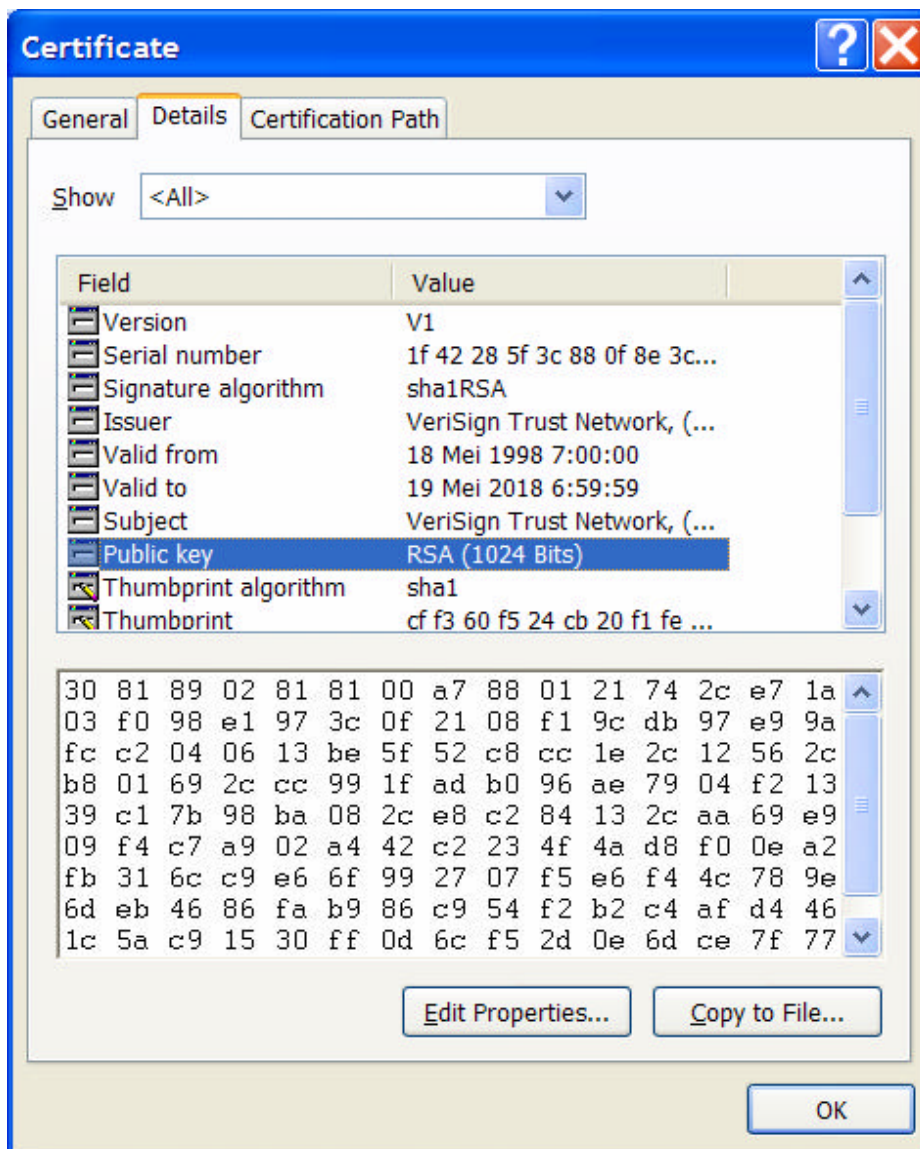 Certificate
General Details Certification Path
Show <All>
Field Value
Version V1
Serial number 1f 42 28 5f 3c 88 0f 8e 3c...
Signature algorithm sha1RSA
Issuer VeriSign Trust Network, (...
Valid from 18 Mei 1998 7:00:00
Valid to 19 Mei 2018 6:59:59
Subject VeriSign Trust Network, (...
Public key RSA (1024 Bits)
Thumbprint algorithm sha1
Thumbprint cf f3 60 f5 24 cb 20 f1 fe ...
30 81 89 02 81 81 00 a7 88 01 21 74 2c e7 1a
03 f0 98 e1 97 3c 0f 21 08 f1 9c db 97 e9 9a
fc c2 04 06 13 be 5f 52 c8 cc 1e 2c 12 56 2c
b8 01 69 2c cc 99 1f ad b0 96 ae 79 04 f2 13
39 c1 7b 98 ba 08 2c e8 c2 84 13 2c aa 69 e9
09 f4 c7 a9 02 a4 42 c2 23 4f 4a d8 f0 0e a2
fb 31 6c c9 e6 6f 99 27 07 f5 e6 f4 4c 78 9e
6d eb 46 86 fa b9 86 c9 54 f2 b2 c4 af d4 46
1c 5a c9 15 30 ff 0d 6c f5 2d 0e 6d ce 7f 77
Edit Properties... Copy to File...
OK